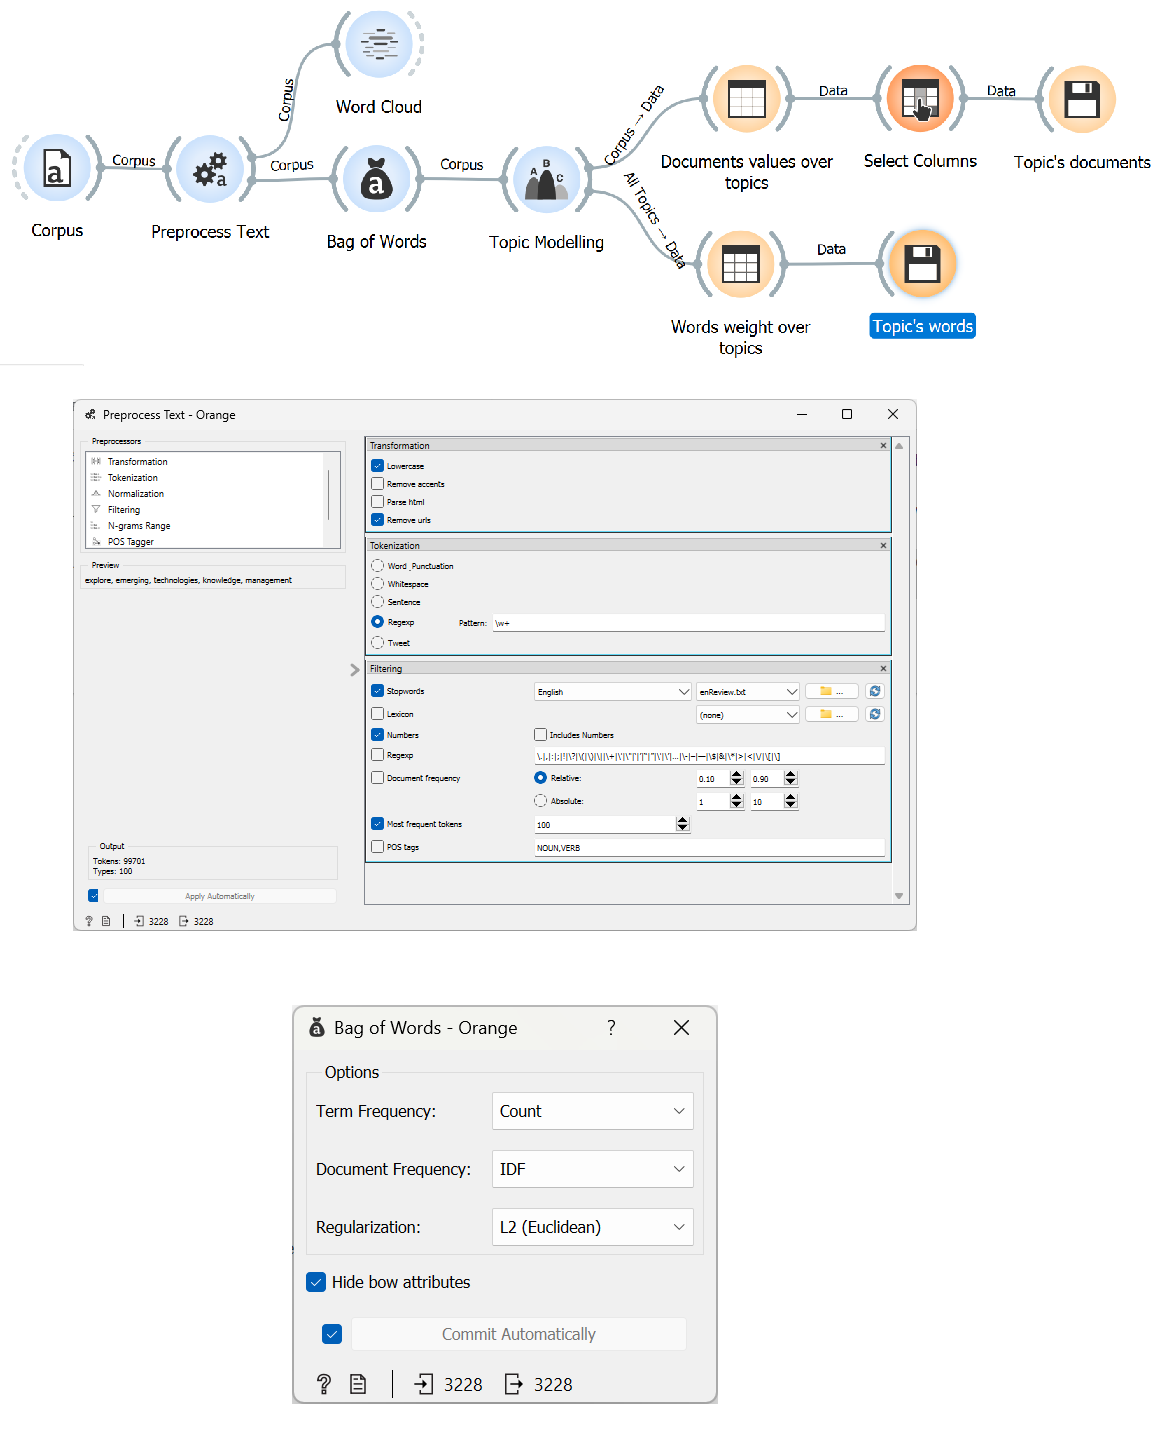 Corpus
Preprocess Text
Corpus
Corpus
Word Cloud
Corpus
Bag of Words
Corpus
Topic Modelling
Corpus → Data
All Topics → Data
Documents values over
topics
Data
Select Columns
Data
Topic's documents
Words weight over
topics
Data
Topic's words
Preprocess Text - Orange
Preprocessors
Transformation
Tokenization
Normalization
Filtering
N-grams Range
POS Tagger
Preview
explore, emerging, technologies, knowledge, management
Output
Tokens: 99701
Types: 100
Apply Automatically
? 3228 3228
Transformation
Lowercase
Remove accents
Parse html
Remove urls
Tokenization
Word Punctuation
Whitespace
Sentence
Regexp Pattern: \w+
Tweet
Filtering
Stopwords English enReview.txt ...
Lexicon (none) ...
Numbers Includes Numbers
Regexp
Document frequency Relative: 0.10 0.90
Absolute: 1 10
Most frequent tokens 100
POS tags NOUN,VERB
Bag of Words - Orange ?
Options
Term Frequency: Count
Document Frequency: IDF
Regularization: L2 (Euclidean)
Hide bow attributes
Commit Automatically
? 3228 3228